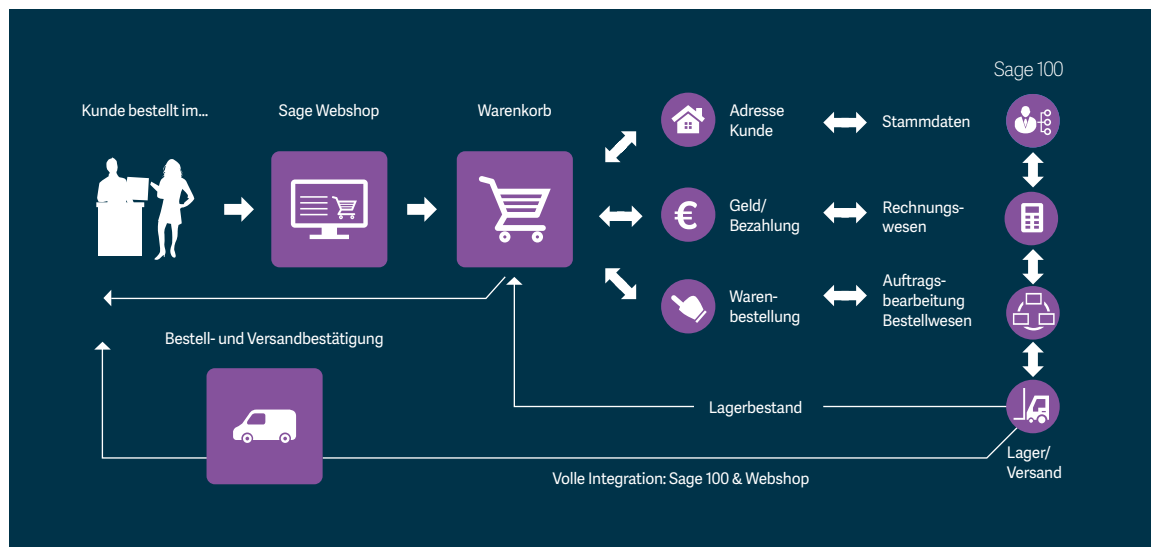 Sage 100
Kunde bestellt im...
Sage Webshop
Warenkorb
Adresse
Kunde
Stammdaten
Geld/
Bezahlung
Rechnungs-
wesen
Waren-
bestellung
Auftrags-
bearbeitung
Bestellwesen
Bestell- und Versandbestätigung
Lagerbestand
Lager/
Versand
Volle Integration: Sage 100 & Webshop